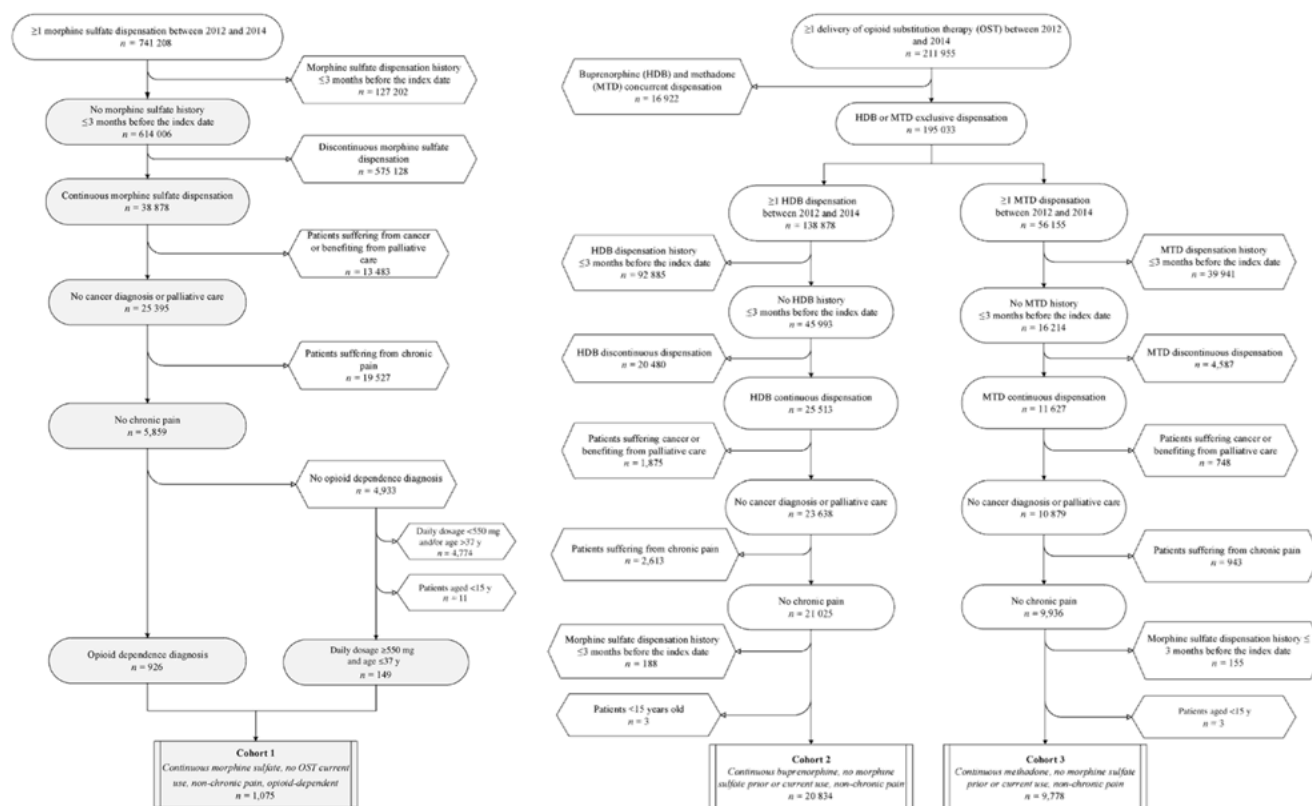 ≥1 morphine sulfate dispensation between 2012 and 2014
n = 741 208
Morphine sulfate dispensation history
≤3 months before the index date
n = 127 202
No morphine sulfate history
≤3 months before the index date
n = 614 006
Discontinuous morphine sulfate
dispensation
n = 575 128
Continuous morphine sulfate dispensation
n = 38 878
Patients suffering from cancer
or benefiting from palliative
care
n = 13 483
No cancer diagnosis or palliative care
n = 25 395
Patients suffering from chronic
pain
n = 19 527
No chronic pain
n = 5,859
No opioid dependence diagnosis
n = 4,933
Daily dosage <550 mg
and/or age >37 y
n = 4,774
Patients aged <15 y
n = 11
Opioid dependence diagnosis
n = 926
Daily dosage ≥550 mg
and age ≤37 y
n = 149
Cohort 1
Continuous morphine sulfate, no OST current
use, non-chronic pain, opioid-dependent
n = 1,075
≥1 delivery of opioid substitution therapy (OST) between 2012
and 2014
n = 211 955
Buprenorphine (HDB) and methadone
(MTD) concurrent dispensation
n = 16 922
HDB or MTD exclusive dispensation
n = 195 033
≥1 HDB dispensation
between 2012 and 2014
n = 138 878
HDB dispensation history
≤3 months before the index date
n = 92 885
No HDB history
≤3 months before the index date
n = 45 993
HDB discontinuous dispensation
n = 20 480
HDB continuous dispensation
n = 25 513
Patients suffering cancer or
benefiting from palliative care
n = 1,875
No cancer diagnosis or palliative care
n = 23 638
Patients suffering from chronic pain
n = 2,613
No chronic pain
n = 21 025
Morphine sulfate dispensation history
≤3 months before the index date
n = 188
Patients <15 years old
n = 3
Cohort 2
Continuous buprenorphine, no morphine
sulfate prior or current use, non-chronic pain
n = 20 834
≥1 MTD dispensation
between 2012 and 2014
n = 56 155
MTD dispensation history
≤3 months before the index date
n = 39 941
No MTD history
≤3 months before the index date
n = 16 214
MTD discontinuous dispensation
n = 4,587
MTD continuous dispensation
n = 11 627
Patients suffering cancer or
benefiting from palliative care
n = 748
No cancer diagnosis or palliative care
n = 10 879
Patients suffering from chronic pain
n = 943
No chronic pain
n = 9,936
Morphine sulfate dispensation history ≤
3 months before the index date
n = 155
Patients aged <15 y
n = 3
Cohort 3
Continuous methadone, no morphine sulfate
prior or current use, non-chronic pain
n = 9,778